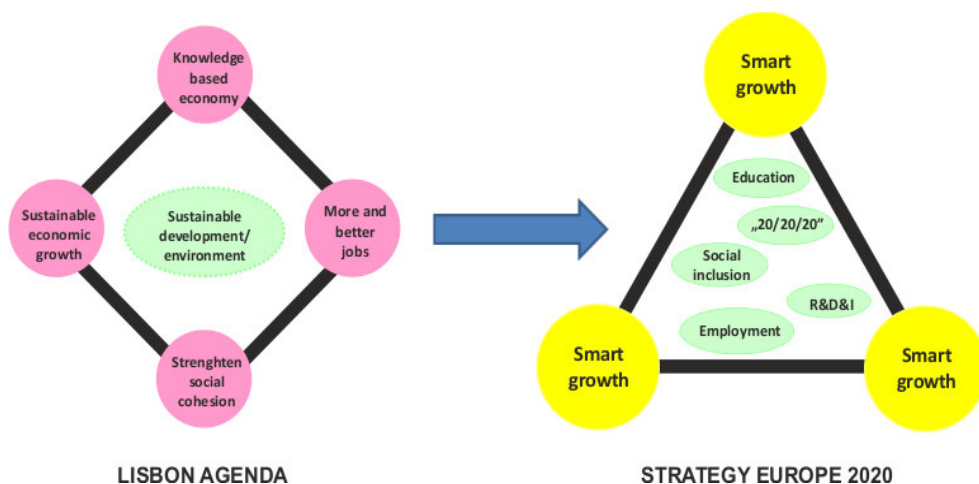 Knowledge
based
economy
Sustainable
economic
growth
Sustainable
development/
environment
More and
better
jobs
Strenghten
social
cohesion
LISBON AGENDA
Smart
growth
Education
„20/20/20”
Social
inclusion
R&D&I
Employment
Smart
growth
Smart
growth
STRATEGY EUROPE 2020